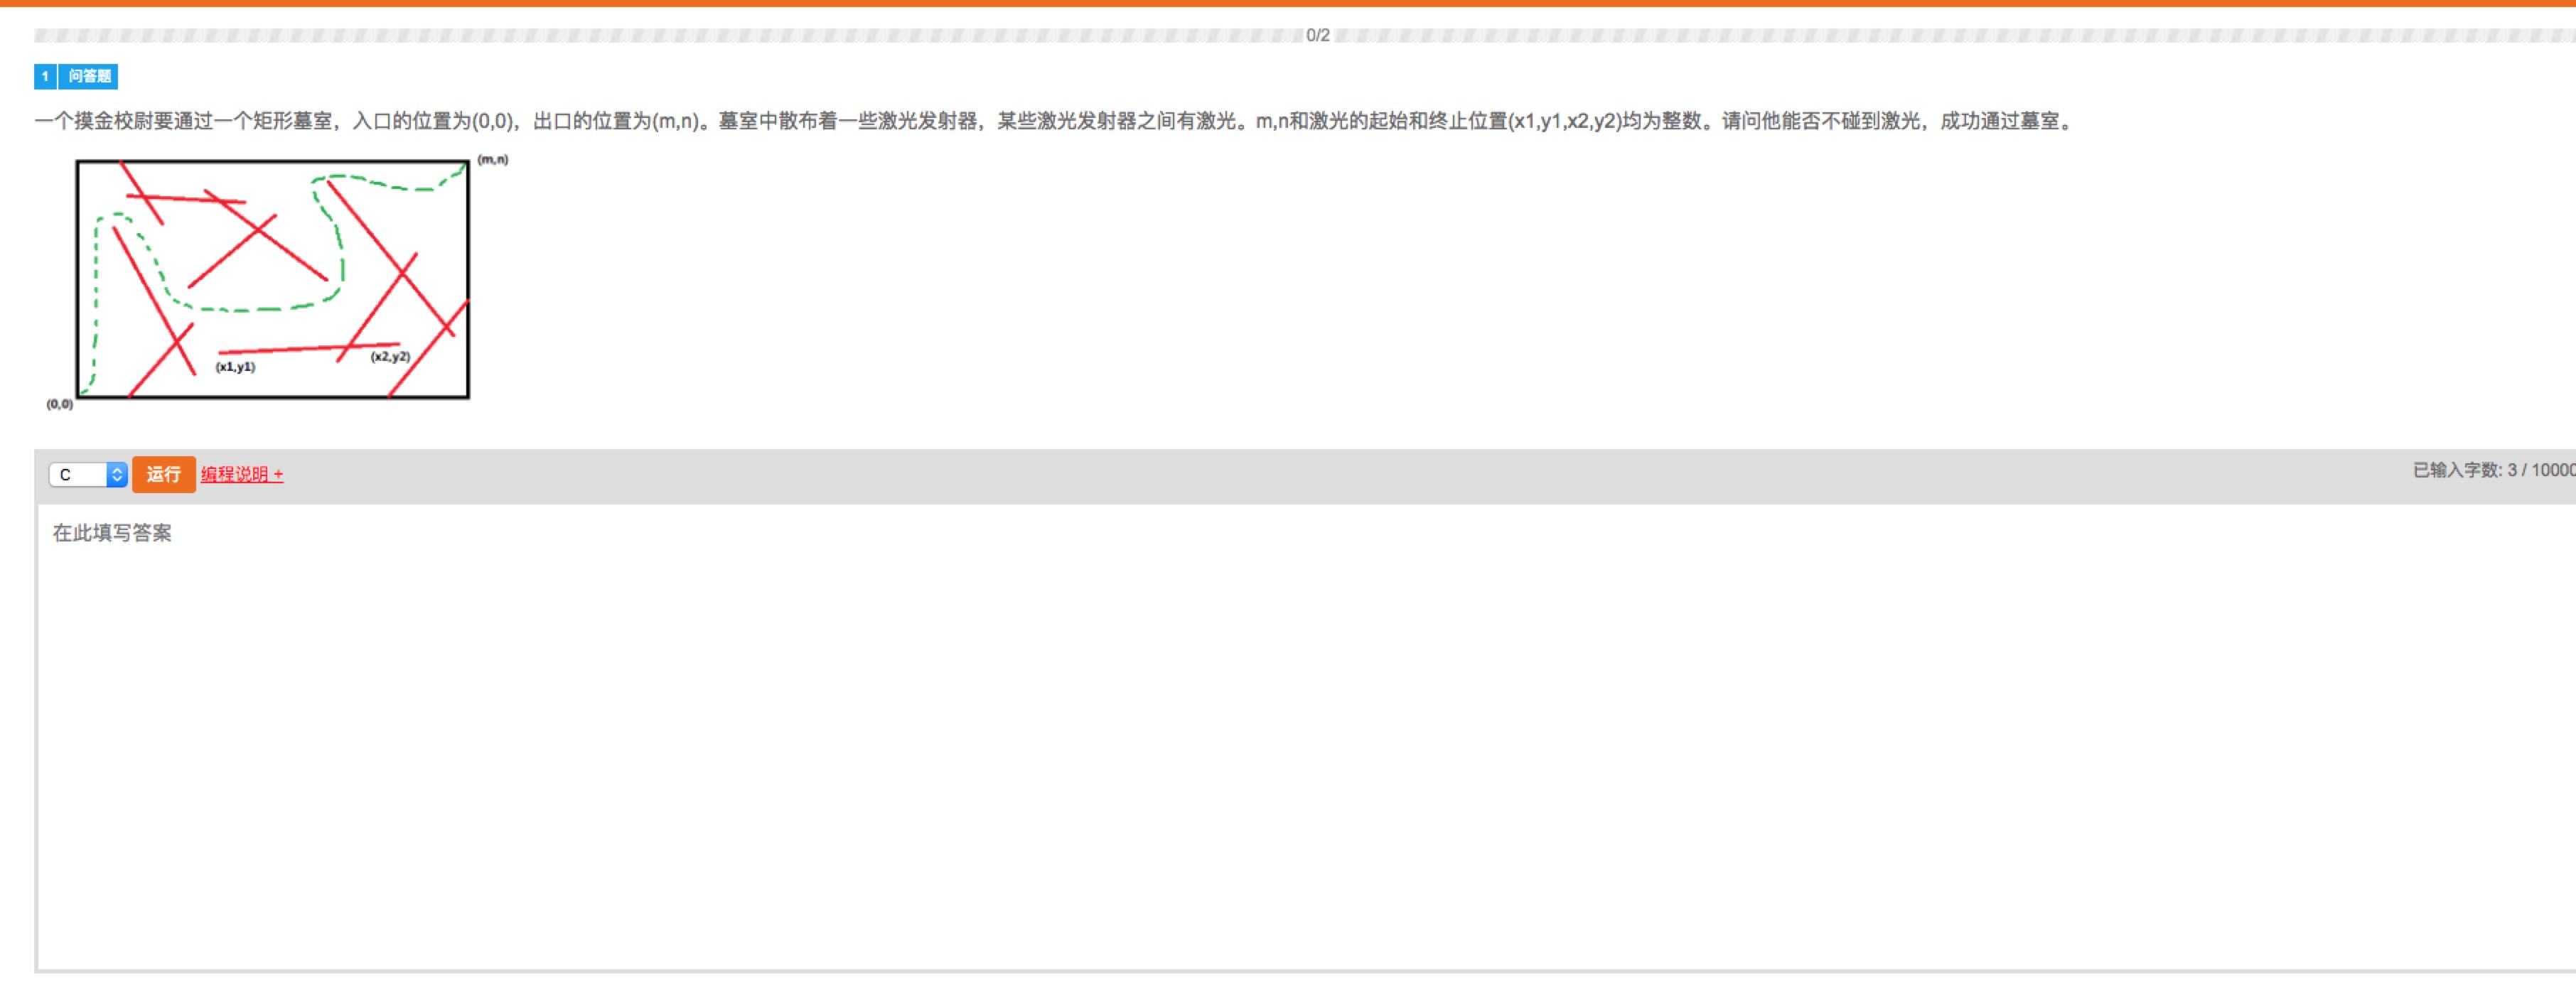 0/2
1 问答题
一个摸金校尉要通过一个矩形墓室，入口的位置为(0,0)，出口的位置为(m,n)。墓室中散布着一些激光发射器，某些激光发射器之间有激光。m,n和激光的起始和终止位置(x1,y1,x2,y2)均为整数。请问他能否不碰到激光，成功通过墓室。
(m,n)
(x2,y2)
(x1,y1)
(0,0)
C 运行 编程说明 + 已输入字数: 3 / 10000
在此填写答案